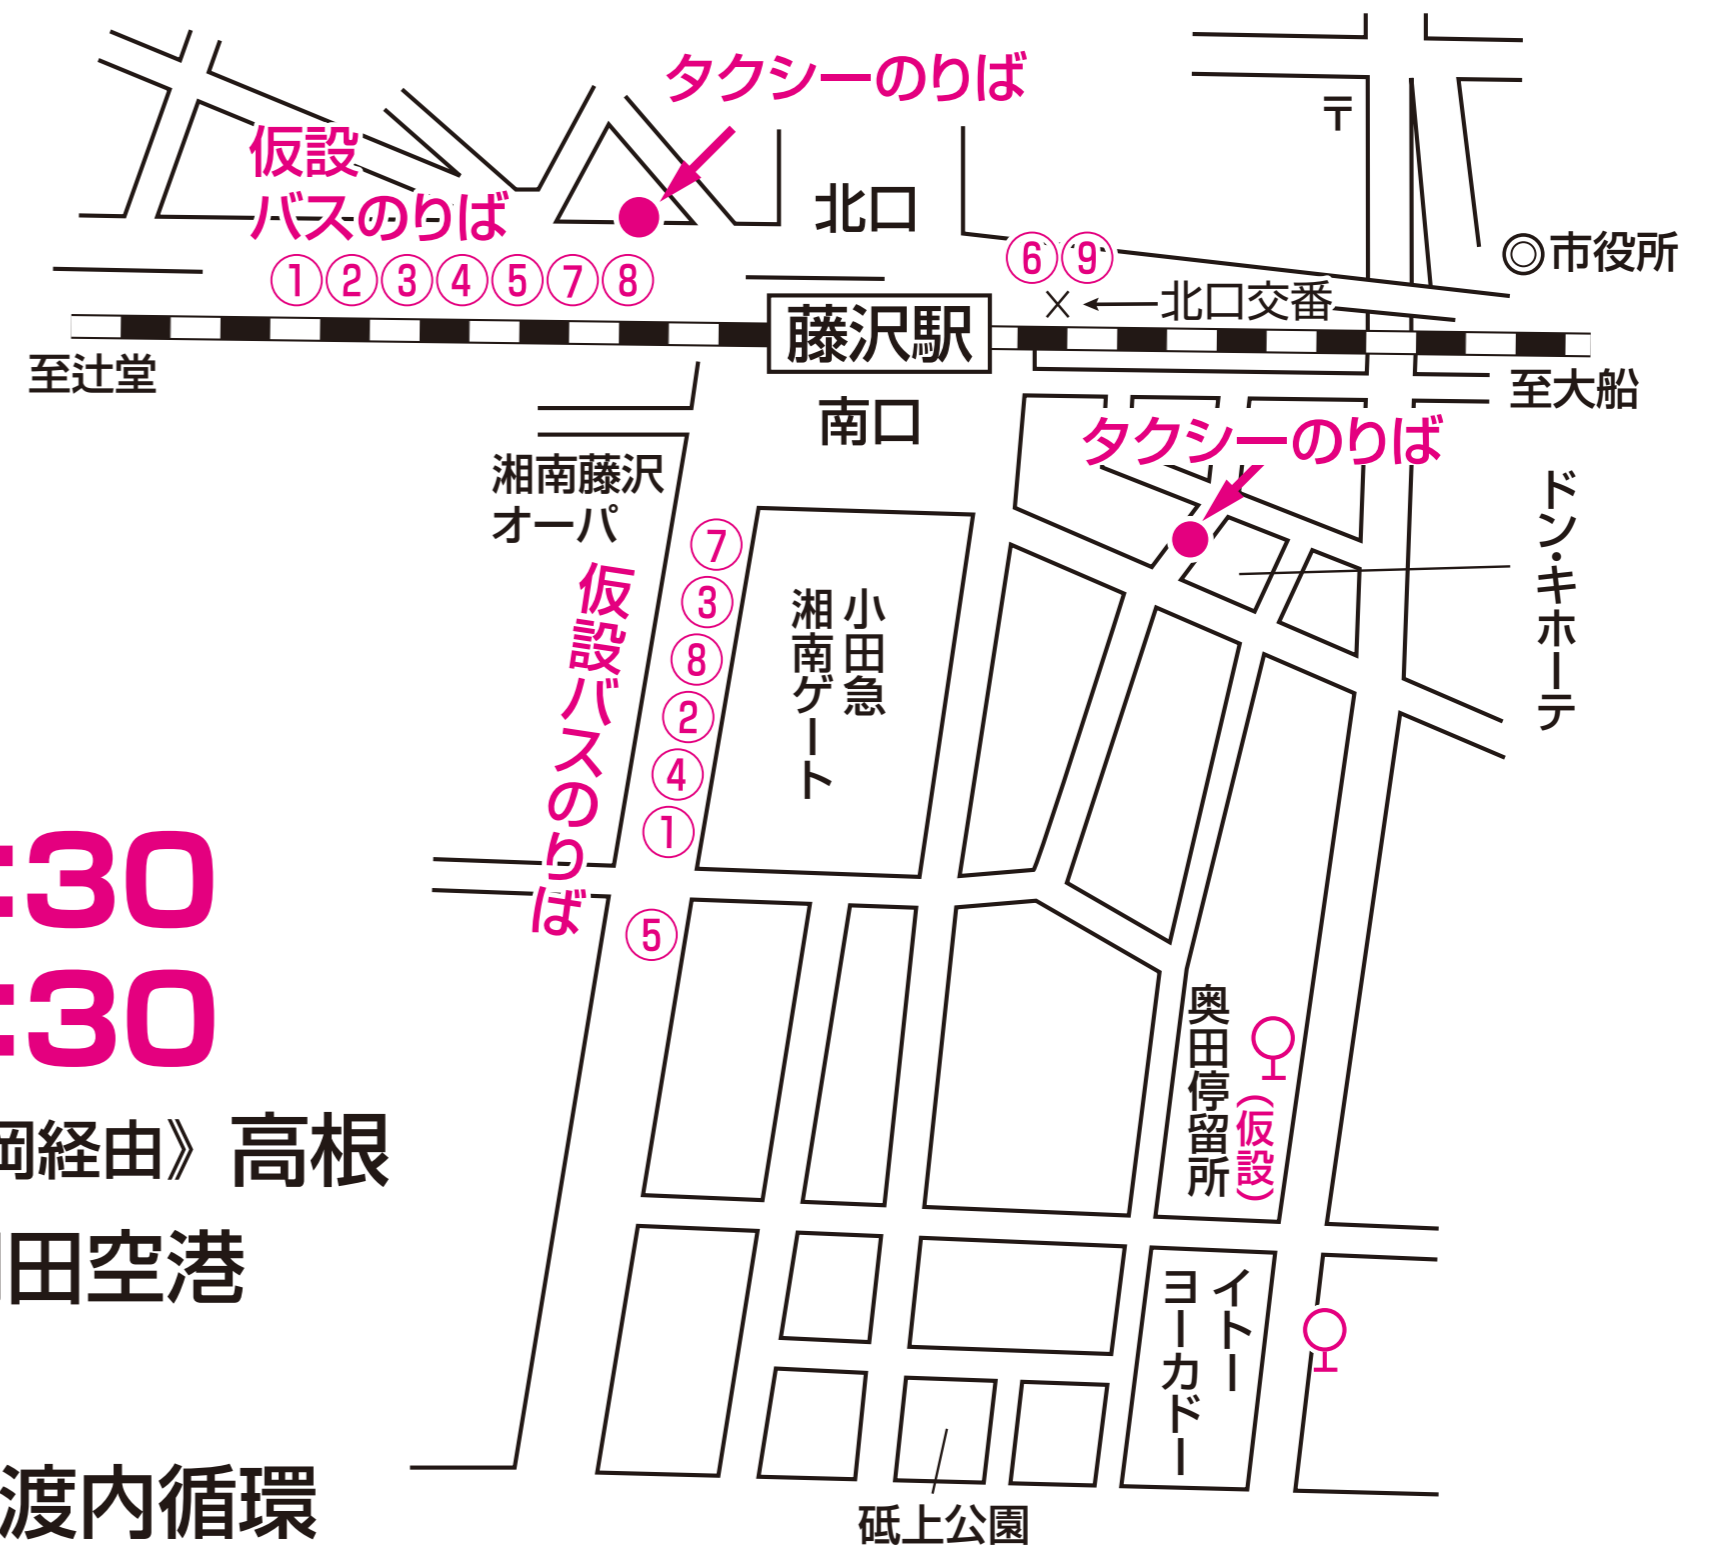 タクシーのりば
仮設
バスのりば
①②③④⑤⑦⑧
北口
〒
⑥⑨
◎市役所
北口交番
藤沢駅
至辻堂
至大船
南口
タクシーのりば
湘南藤沢
オーパ
ドン・キホーテ
仮設バスのりば
⑦
③
⑧
②
④
①
⑤
小田急
湘南ゲート
:30
:30
岡経由》高根
田空港
渡内循環
奥田停留所
(仮設)
イトー
ヨーカドー
砥上公園